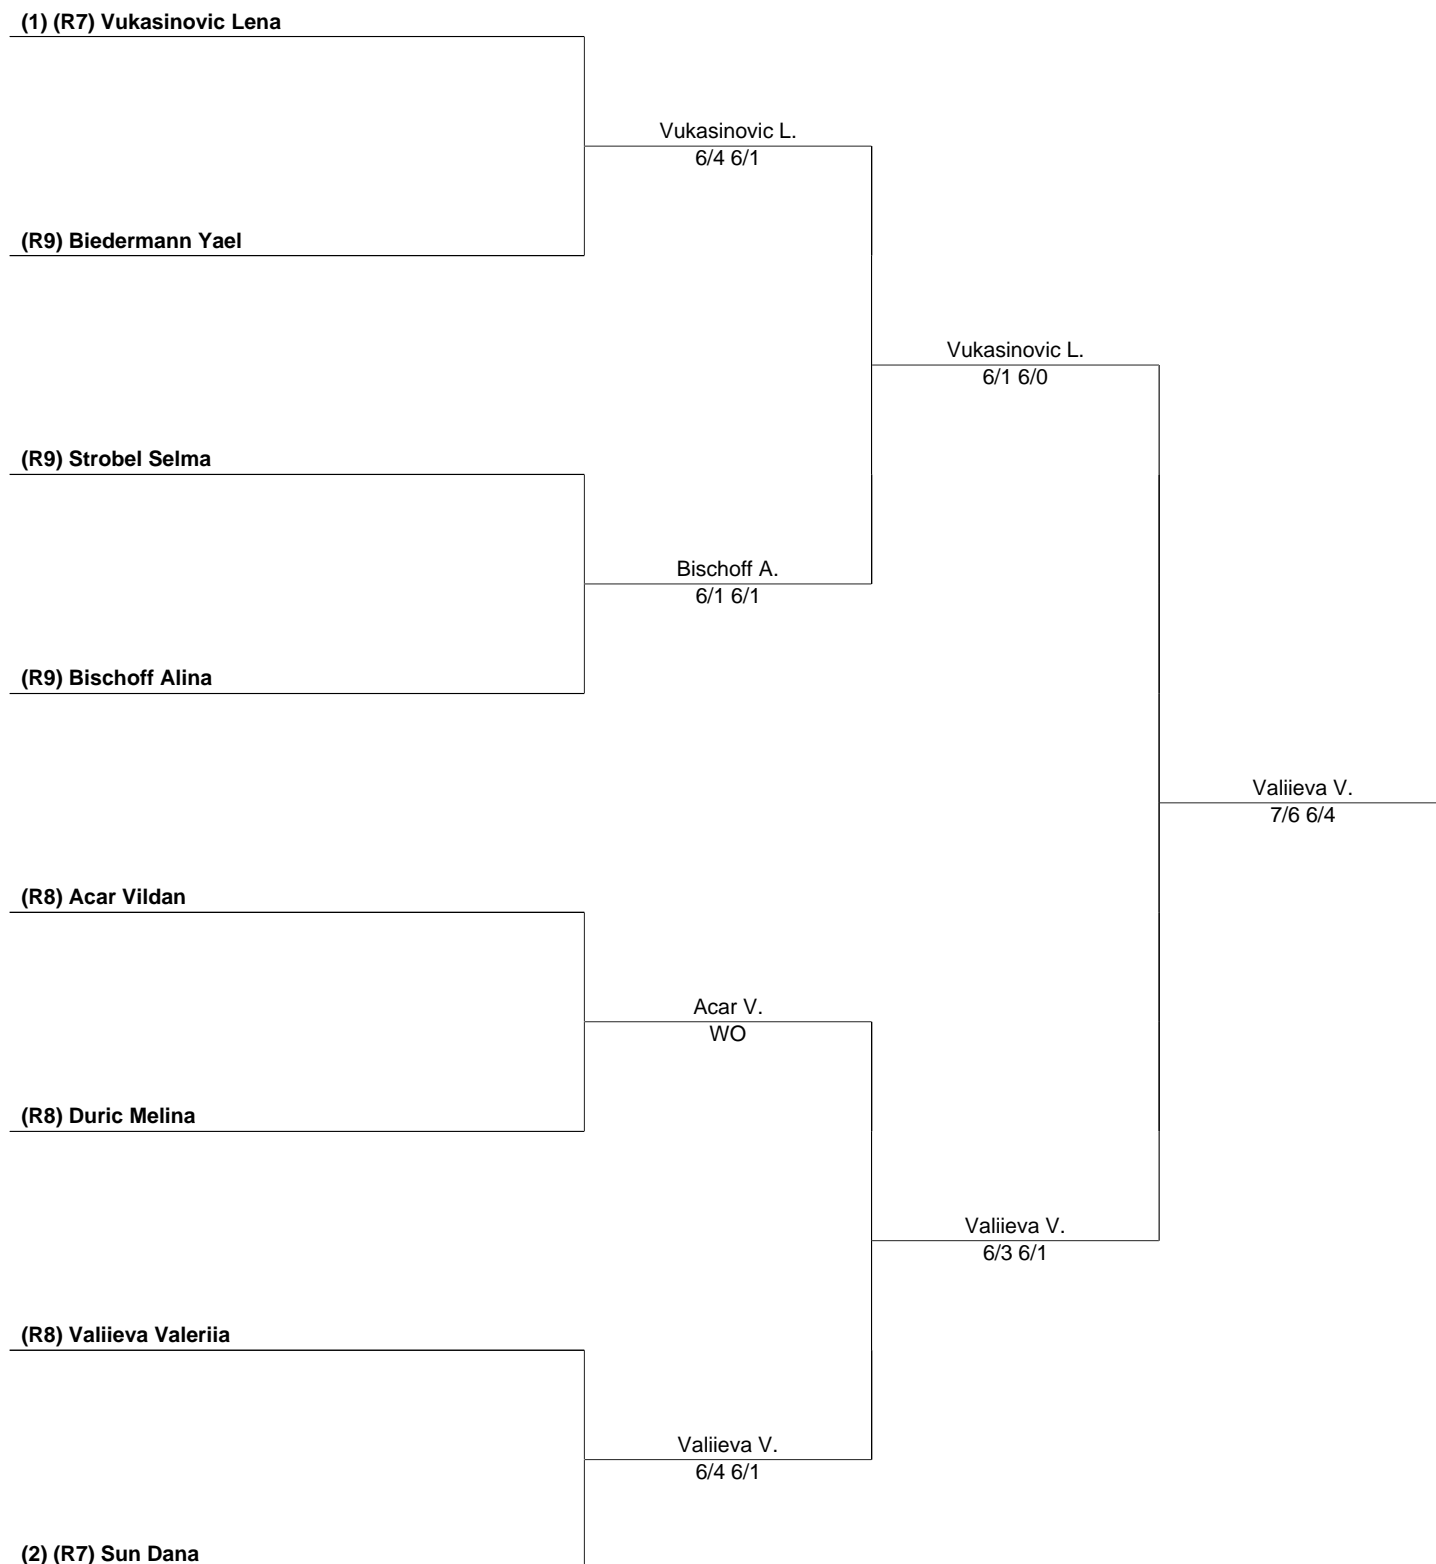 (1) (R7) Vukasinovic Lena
Vukasinovic L.
6/4 6/1
(R9) Biedermann Yael
Vukasinovic L.
6/1 6/0
(R9) Strobel Selma
Bischoff A.
6/1 6/1
(R9) Bischoff Alina
Valiieva V.
7/6 6/4
(R8) Acar Vildan
Acar V.
WO
(R8) Duric Melina
Valiieva V.
6/3 6/1
(R8) Valiieva Valeriia
Valiieva V.
6/4 6/1
(2) (R7) Sun Dana